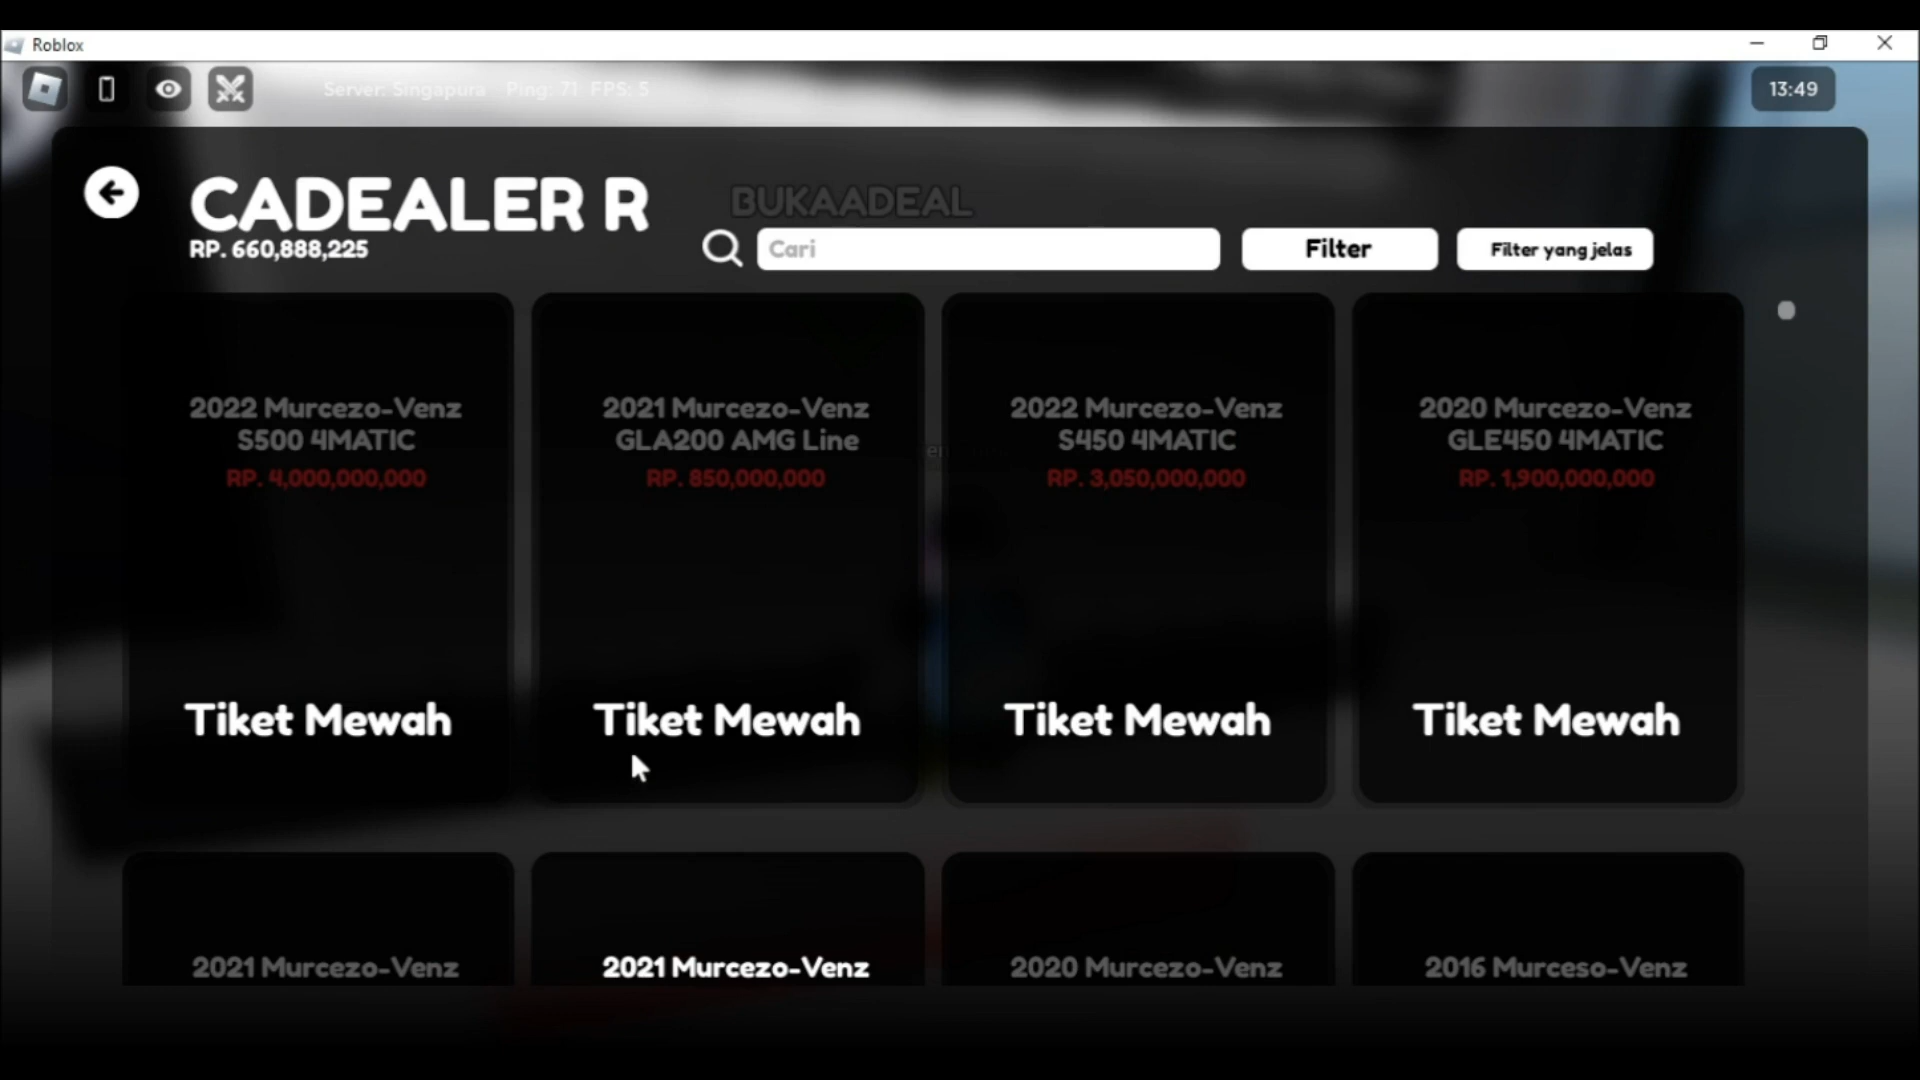 Roblox
Server: Singapura Ping: 71 FPS: 5
13:49
CADEALER R
BUKAADEAL
RP. 660,888,225
Cari
Filter
Filter yang jelas
2022 Murcezo-Venz
S500 4MATIC
RP. 4,000,000,000
Tiket Mewah
2021 Murcezo-Venz
GLA200 AMG Line
RP. 850,000,000
Tiket Mewah
2022 Murcezo-Venz
S450 4MATIC
RP. 3,050,000,000
Tiket Mewah
2020 Murcezo-Venz
GLE450 4MATIC
RP. 1,900,000,000
Tiket Mewah
2021 Murcezo-Venz
2021 Murcezo-Venz
2020 Murcezo-Venz
2016 Murceso-Venz